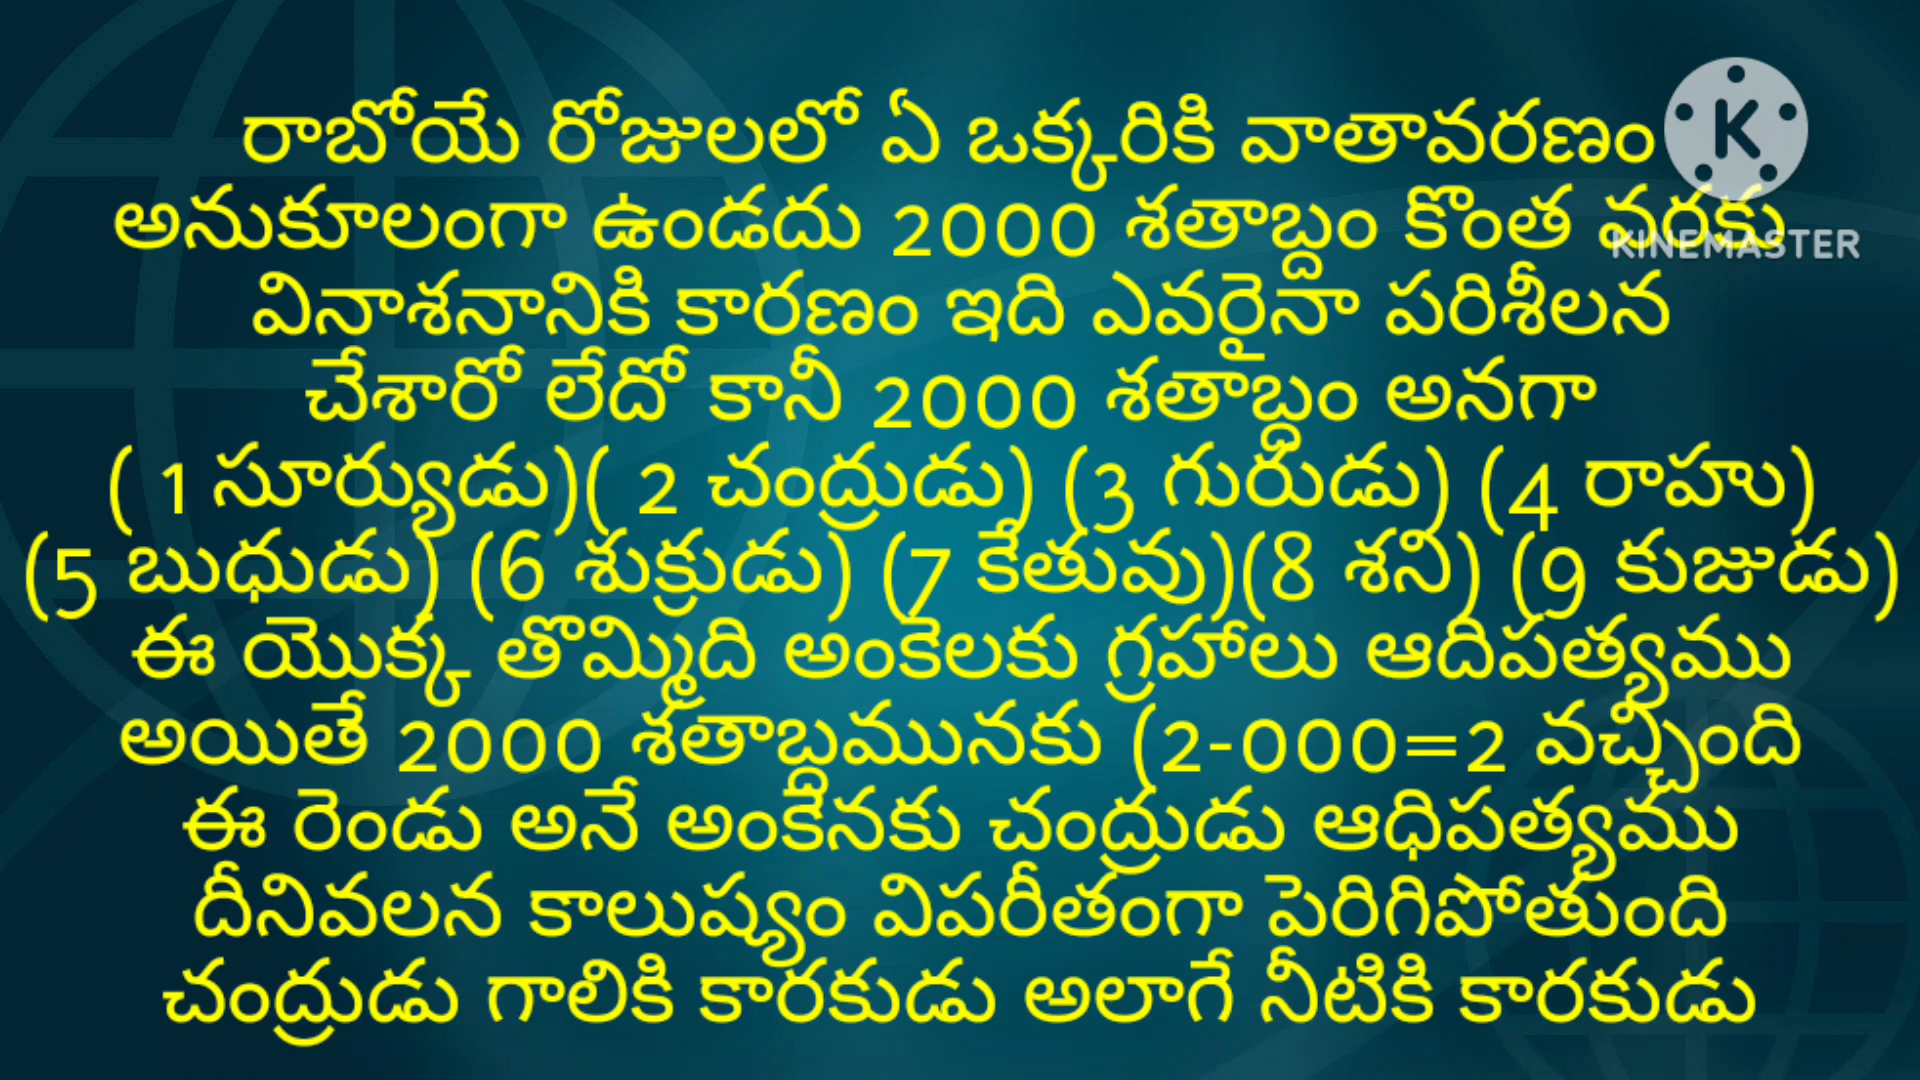 రాబోయే రోజులలో ఏ ఒక్కరికి వాతావరణం
అనుకూలంగా ఉండదు 2000 శతాబ్దం కొంత వరకు
KINEMASTER
వినాశనానికి కారణం ఇది ఎవరైనా పరిశీలన
చేశారో లేదో కానీ 2000 శతాబ్దం అనగా
( 1 సూర్యుడు)( 2 చంద్రుడు) (3 గురుడు) (4 రాహు)
(5 బుధుడు) (6 శుక్రుడు) (7 కేతువు)(8 శని) (9 కుజుడు)
ఈ యొక్క తొమ్మిది అంకెలకు గ్రహాలు ఆదిపత్యము
అయితే 2000 శతాబ్దమునకు (2-000=2 వచ్చింది
ఈ రెండు అనే అంకెనకు చంద్రుడు ఆధిపత్యము
దీనివలన కాలుష్యం విపరీతంగా పెరిగిపోతుంది
చంద్రుడు గాలికి కారకుడు అలాగే నీటికి కారకుడు